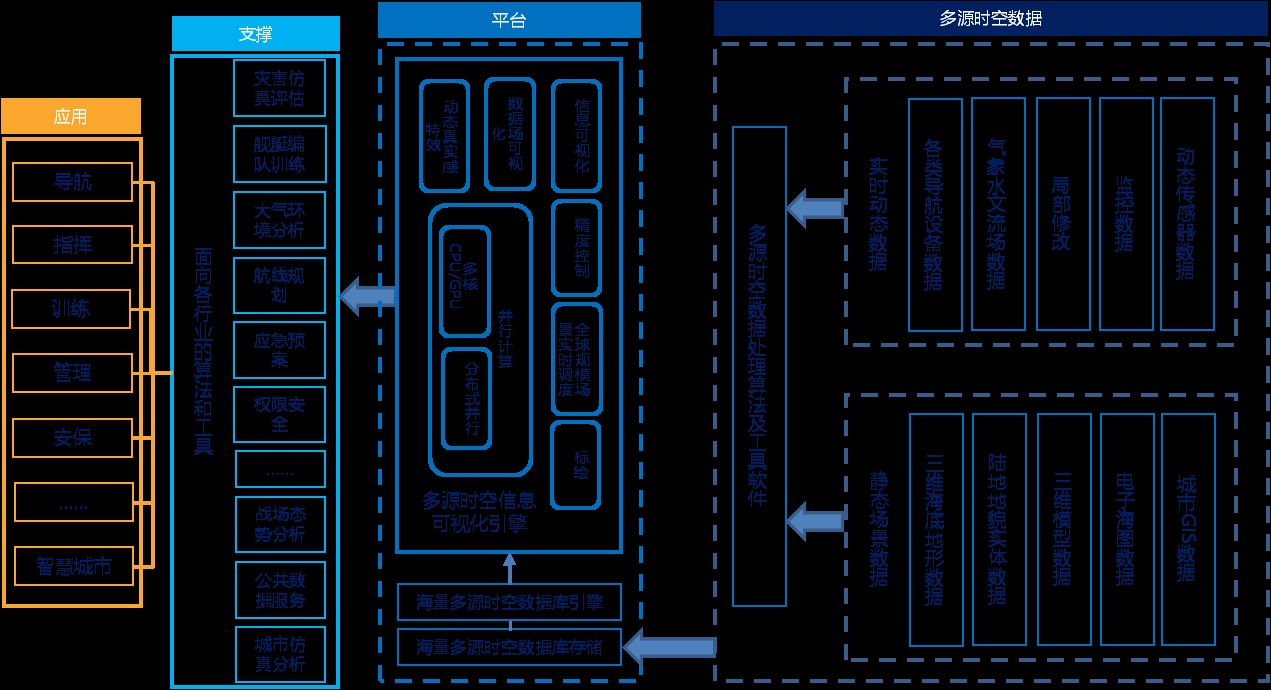 应用
导航
指挥
训练
管理
安保
......
智慧城市
支撑
面向各行业的算法和工具
灾害仿
真评估
舰艇编
队训练
大气环
境分析
航线规
划
应急预
案
权限安
全
......
战场态
势分析
公共数
据服务
城市仿
真分析
平台
动态真实感
特效
数据场可视
化
信息可视化
多核
CPU/GPU
分布式并行
并行计算
精度控制
全球规模场
景实时调度
标绘
多源时空信息
可视化引擎
海量多源时空数据库引擎
海量多源时空数据库存储
多源时空数据
多源时空数据处理算法及工具软件
实时动态数据
各类导航设备数据
气象水文流场数据
局部修改
监控数据
动态传感器数据
静态场景数据
三维海底地形数据
陆地地貌实体数据
三维模型数据
电子海图数据
城市GIS数据